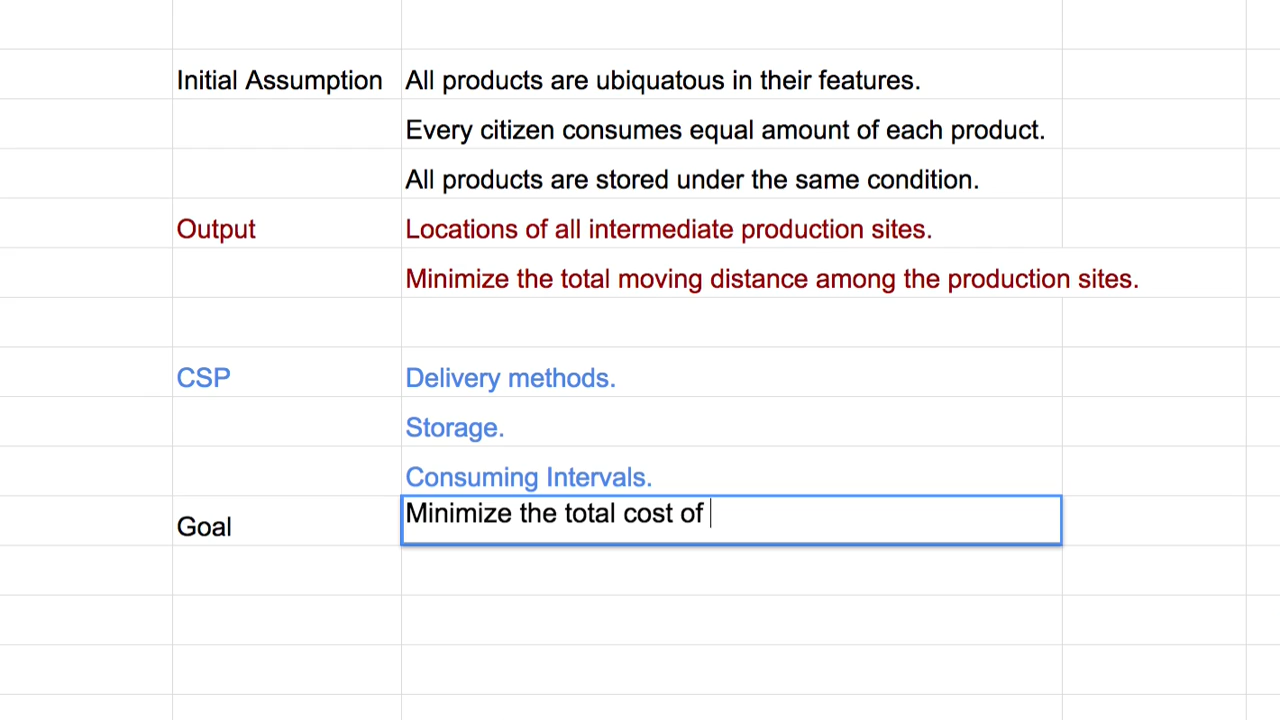 Initial Assumption All products are ubiquatous in their features.
Every citizen consumes equal amount of each product.
All products are stored under the same condition.
Output Locations of all intermediate production sites.
Minimize the total moving distance among the production sites.
CSP Delivery methods.
Storage.
Consuming Intervals.
Goal Minimize the total cost of